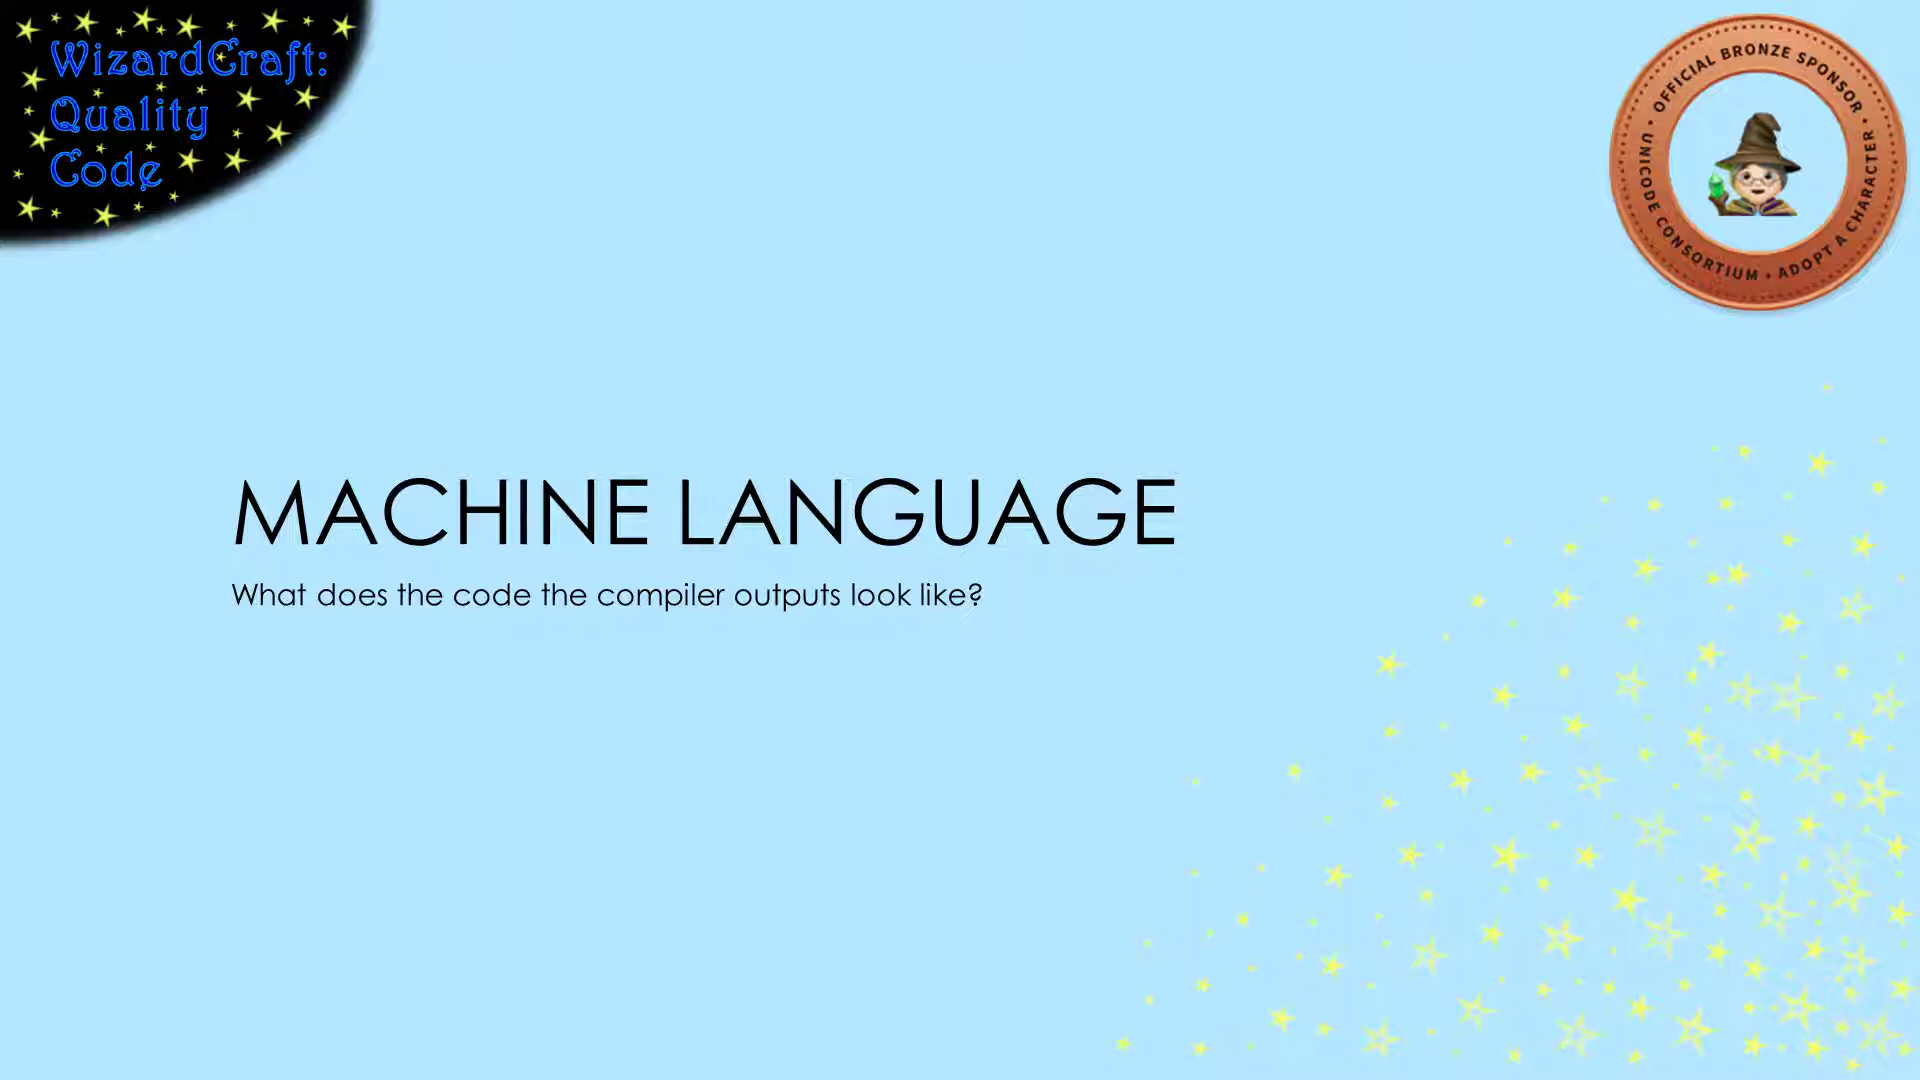 WizardCraft:
Quality
Code
OFFICIAL BRONZE SPONSOR •
UNICODE CONSORTIUM • ADOPT A CHARACTER •
MACHINE LANGUAGE
What does the code the compiler outputs look like?